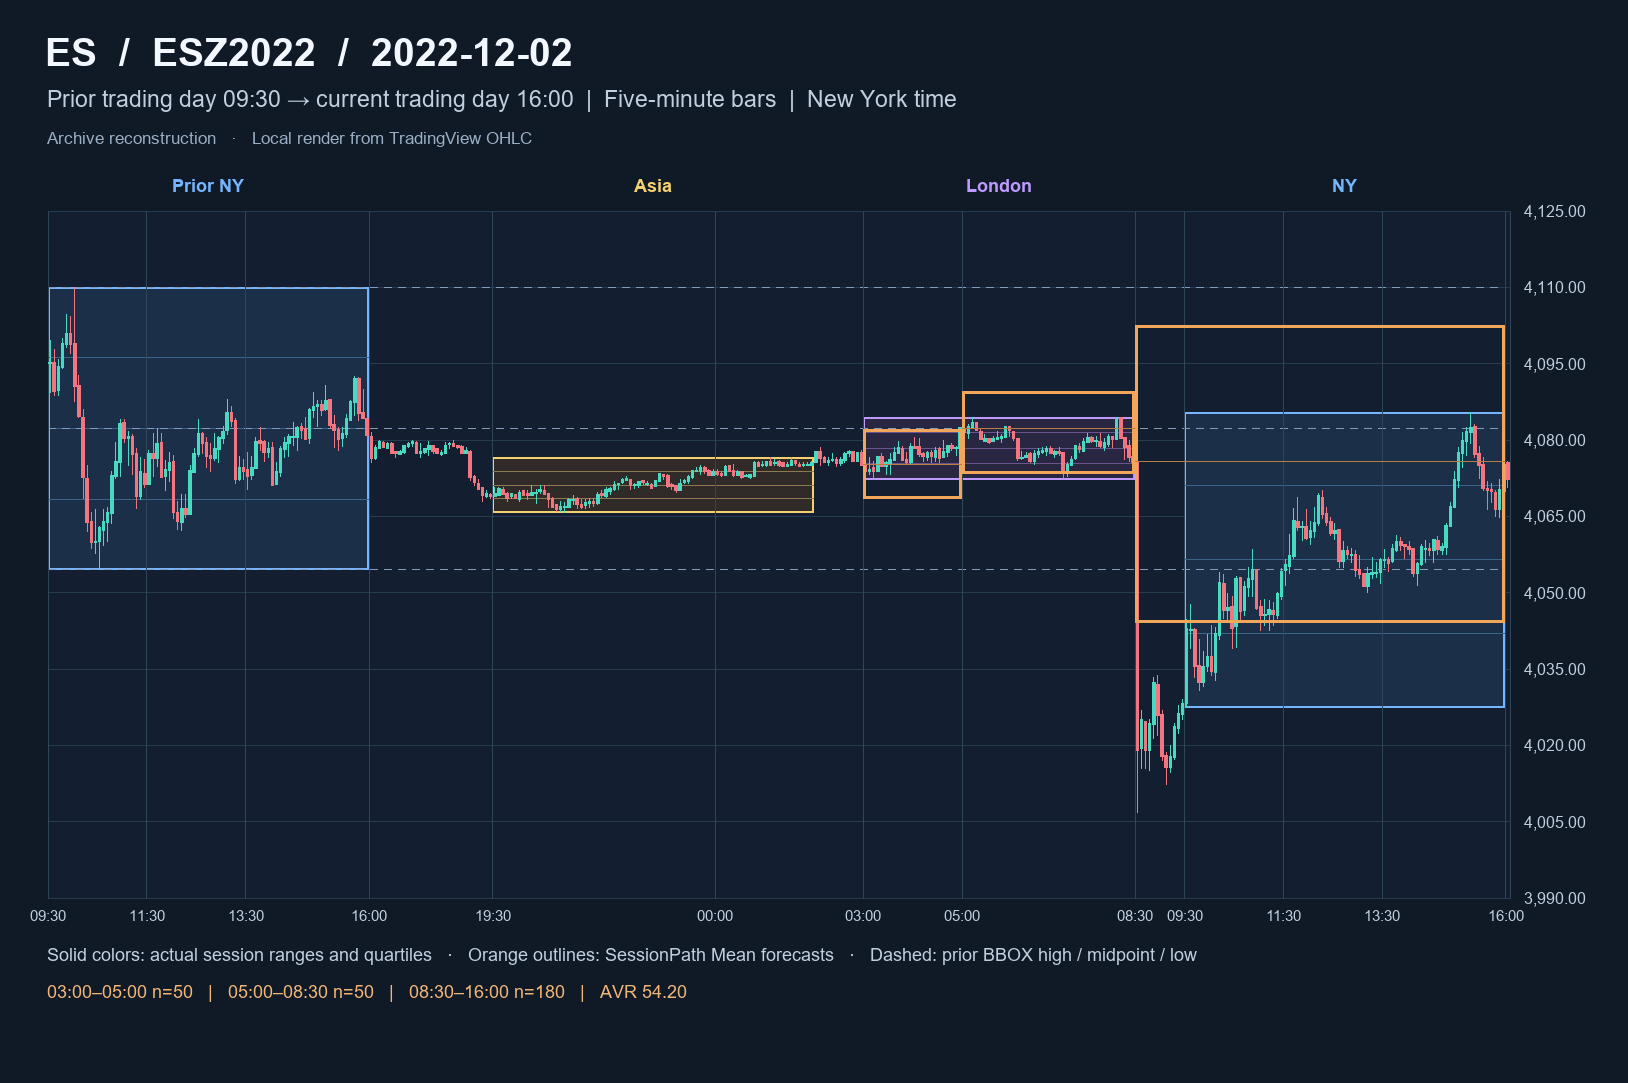 ES / ESZ2022 / 2022-12-02
Prior trading day 09:30 → current trading day 16:00 | Five-minute bars | New York time
Archive reconstruction · Local render from TradingView OHLC
Prior NY Asia London NY
4,125.00
4,110.00
4,095.00
4,080.00
4,065.00
4,050.00
4,035.00
4,020.00
4,005.00
3,990.00
09:30 11:30 13:30 16:00 19:30 00:00 03:00 05:00 08:30 09:30 11:30 13:30 16:00
Solid colors: actual session ranges and quartiles · Orange outlines: SessionPath Mean forecasts · Dashed: prior BBOX high / midpoint / low
03:00–05:00 n=50 | 05:00–08:30 n=50 | 08:30–16:00 n=180 | AVR 54.20